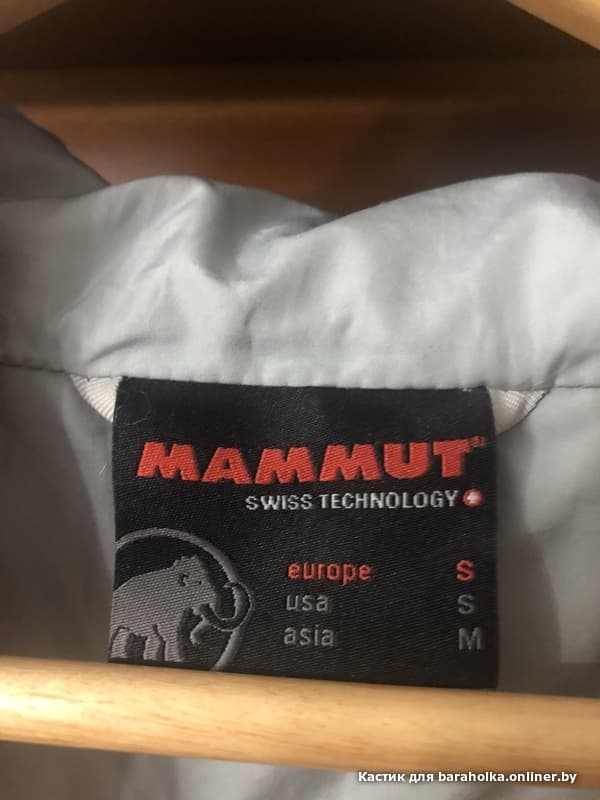 MAMMUT
SWISS TECHNOLOGY
europe S
usa S
asia M
Кастик для baraholka.onliner.by